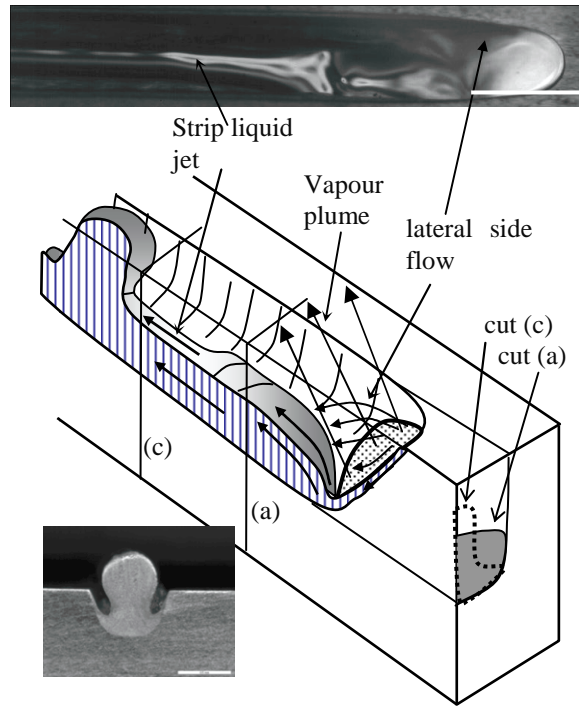 Strip liquid
jet
Vapour
plume
lateral side
flow
cut (c)
cut (a)
(c)
(a)